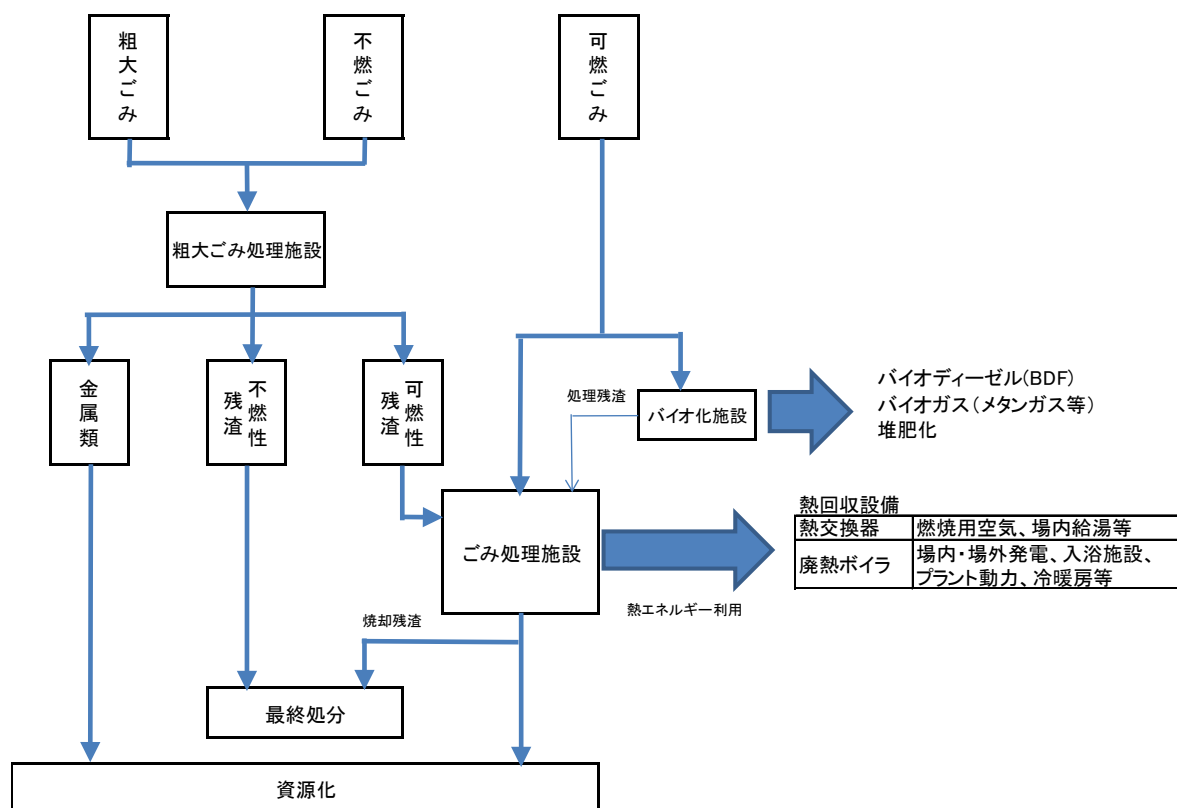 粗大ごみ
不燃ごみ
可燃ごみ
粗大ごみ処理施設
金属類
不燃性
残渣
可燃性
残渣
処理残渣
バイオ化施設
バイオディーゼル(BDF)
バイオガス(メタンガス等)
堆肥化
ごみ処理施設
熱回収設備
熱交換器 燃焼用空気、場内給湯等
廃熱ボイラ 場内・場外発電、入浴施設、
プラント動力、冷暖房等
熱エネルギー利用
焼却残渣
最終処分
資源化